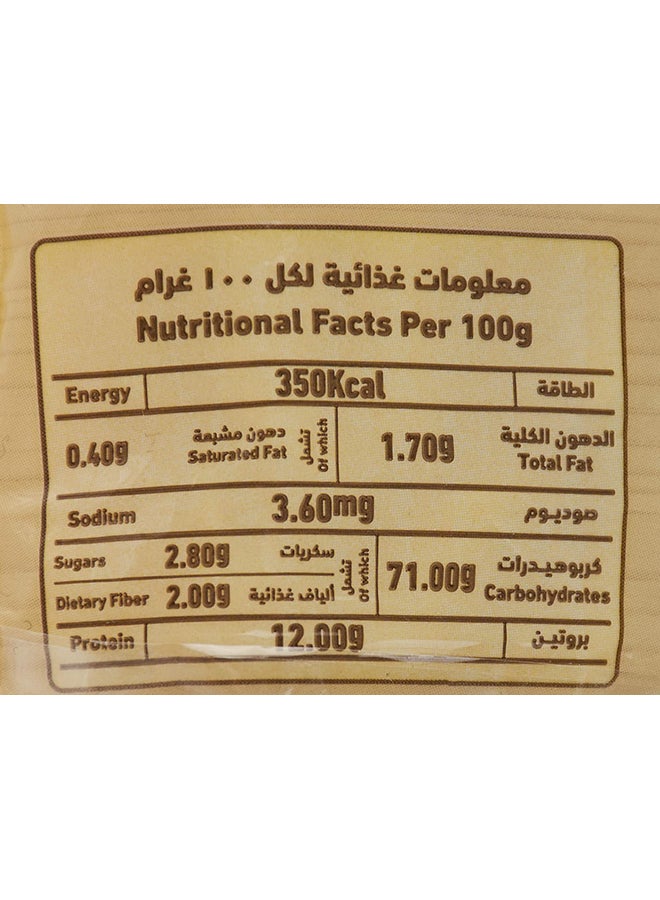 معلومات غذائية لكل ١٠٠ غرام
Nutritional Facts Per 100g
Energy 350Kcal الطاقة
0.40g دهون مشبعة Saturated Fat تشمل Of which 1.70g الدهون الكلية Total Fat
Sodium 3.60mg صوديوم
Sugars 2.80g سكريات
Dietary Fiber 2.00g ألياف غذائية
تشمل Of which
71.00g كربوهيدرات Carbohydrates
Protein 12.00g بروتين